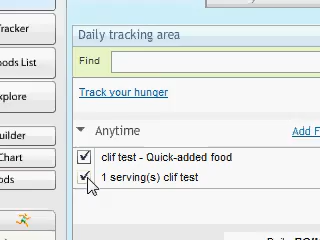 Daily tracking area
Tracker
Find
oods List
Track your hunger
xplore
Anytime
Add F
uilder
clif test - Quick-added food
Chart
1 serving(s) clif test
ods